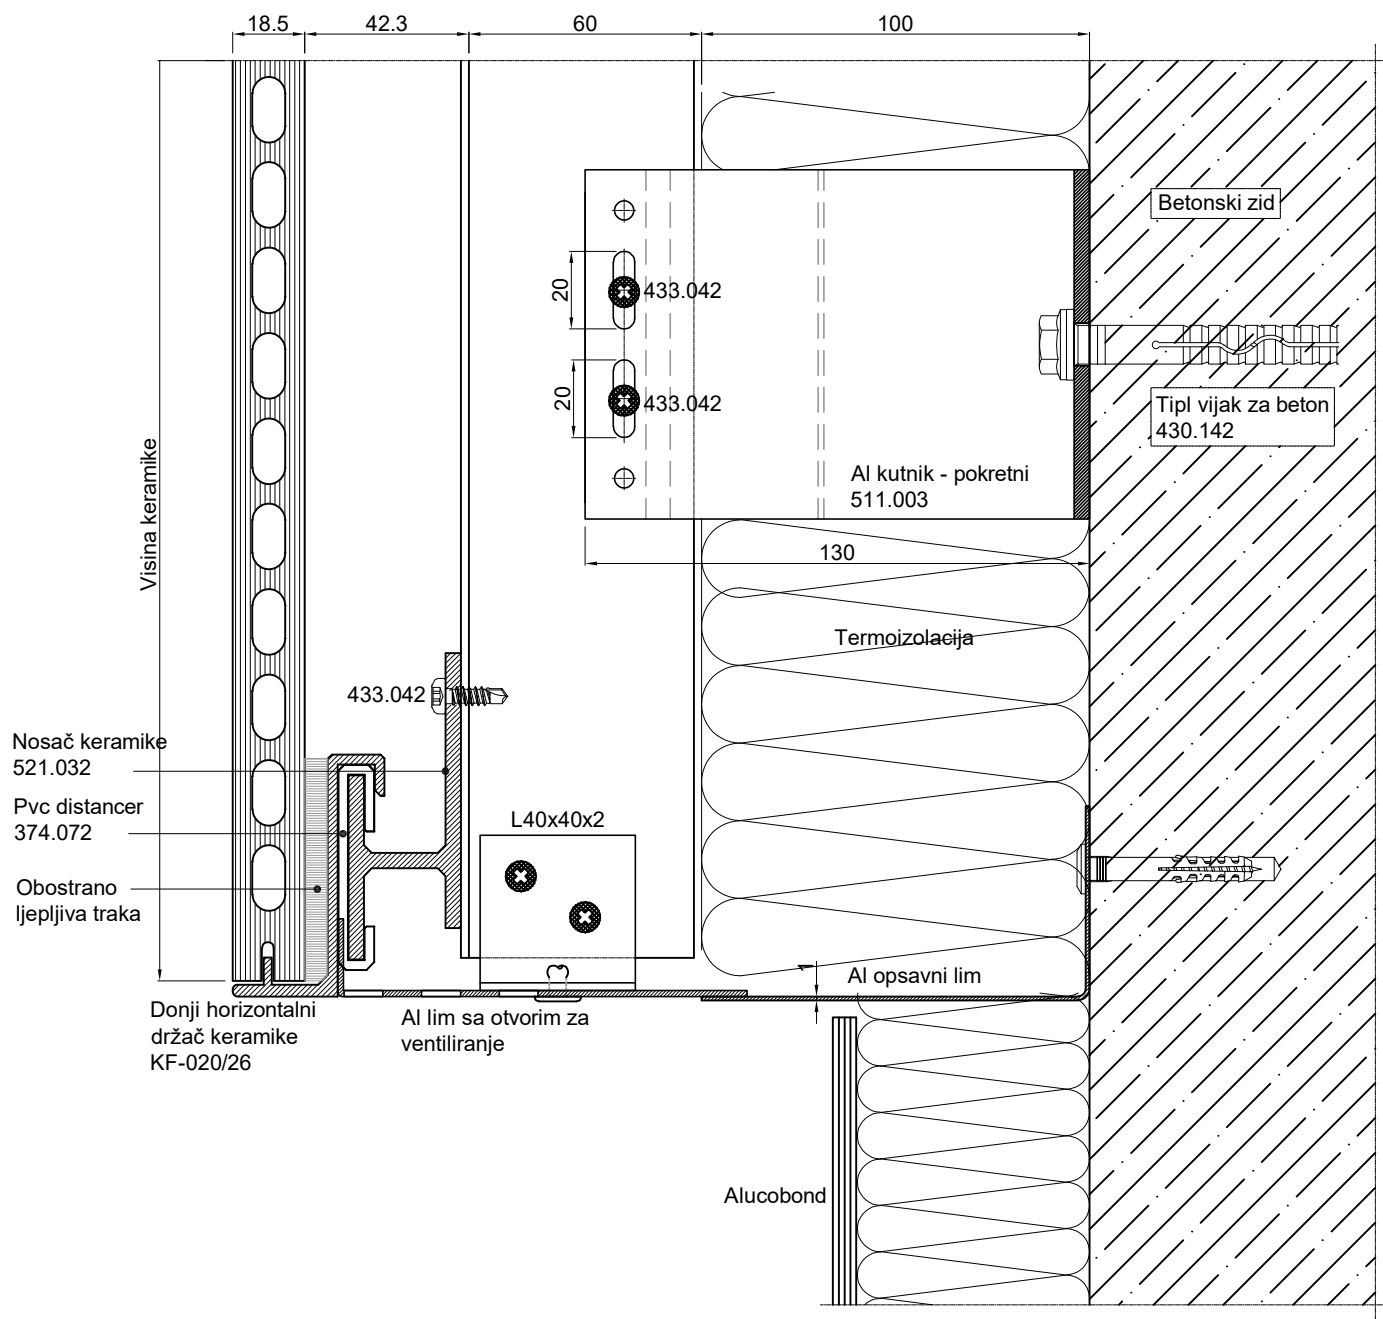 18.5
42.3
60
100
Betonski zid
20
433.042
20
433.042
Tipl vijak za beton
430.142
Visina keramike
Al kutnik - pokretni
511.003
130
Termoizolacija
433.042
Nosač keramike
521.032
Pvc distancer
374.072
L40x40x2
Obostrano
ljepljiva traka
1
Al opsavni lim
Donji horizontalni
držač keramike
KF-020/26
Al lim sa otvorim za
ventiliranje
Alucobond